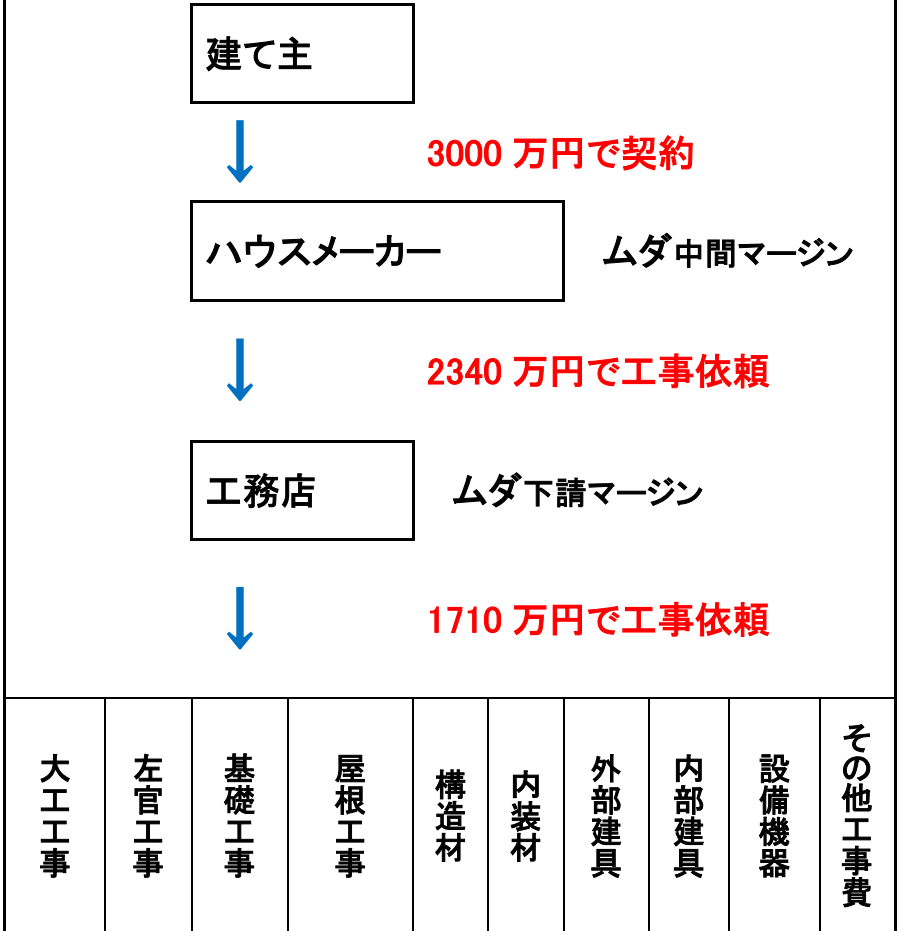 建て主
3000 万円で契約
ハウスメーカー
ムダ中間マージン
2340 万円で工事依頼
工務店
ムダ下請マージン
1710 万円で工事依頼
大工工事
左官工事
基礎工事
屋根工事
構造材
内装材
外部建具
内部建具
設備機器
その他工事費